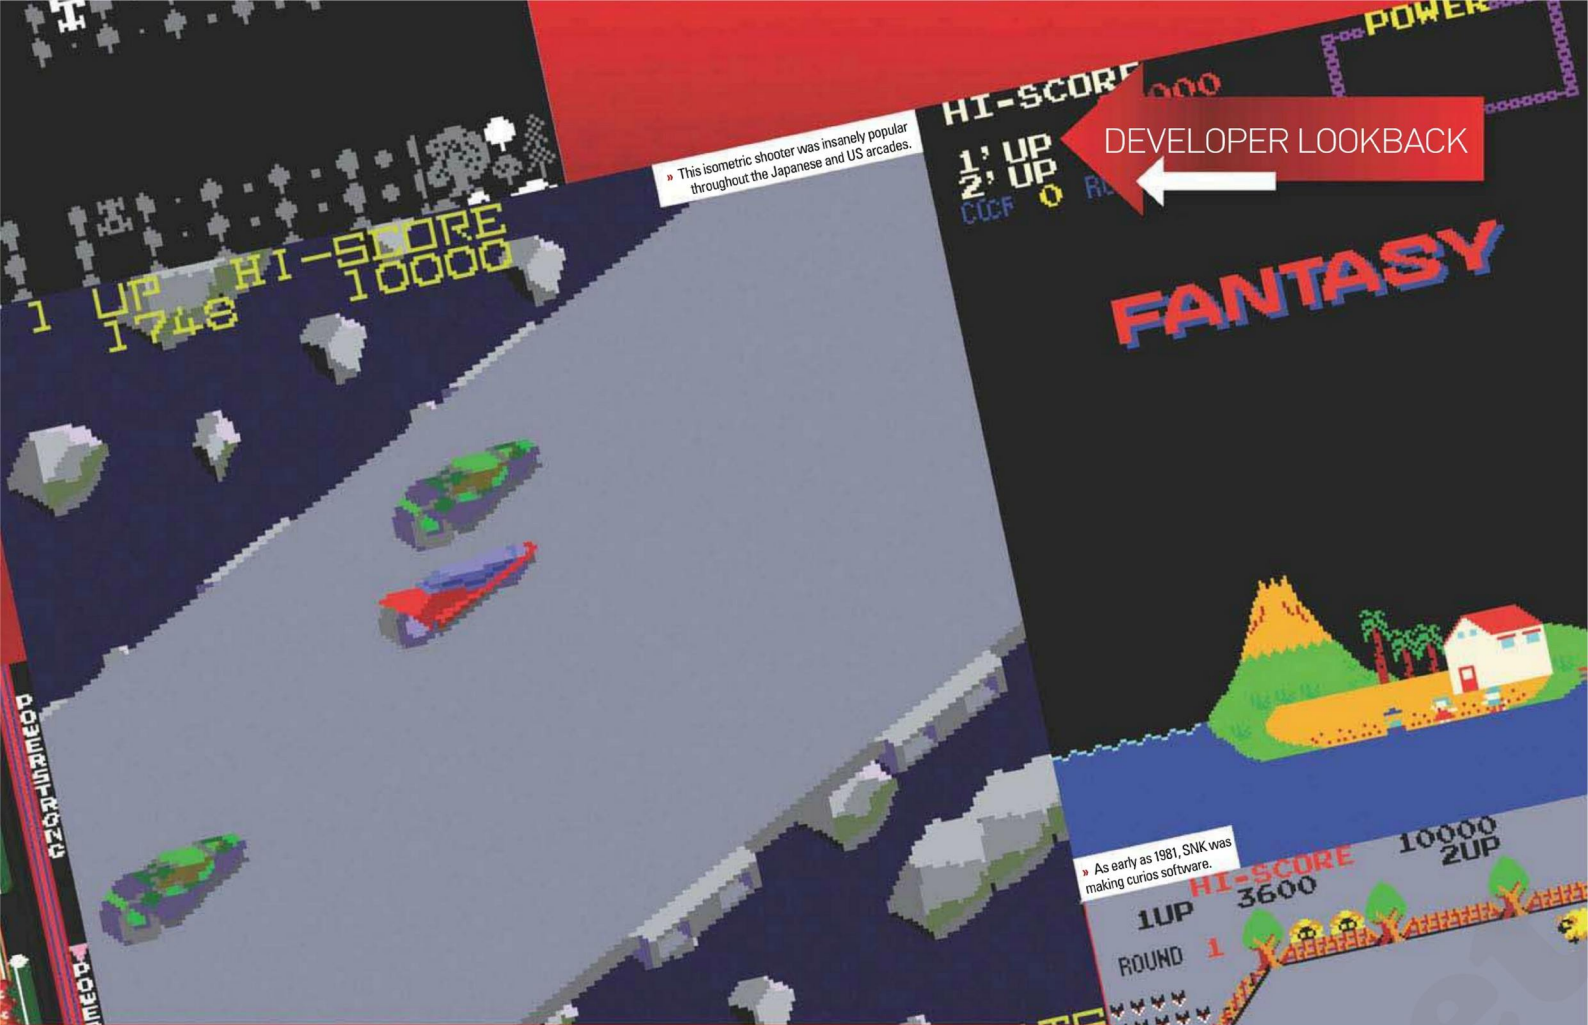 POWER
HI-SCORE
000
DEVELOPER LOOKBACK
1' UP
2' UP
0
» This isometric shooter was insanely popular
throughout the Japanese and US arcades.
1 UP HI-SCORE
1748 10000
FANTASY
POWERSTRONG
POWE
» As early as 1981, SNK was
making curios software.
HI-SCORE 10000
1UP 3600 2UP
ROUND 1